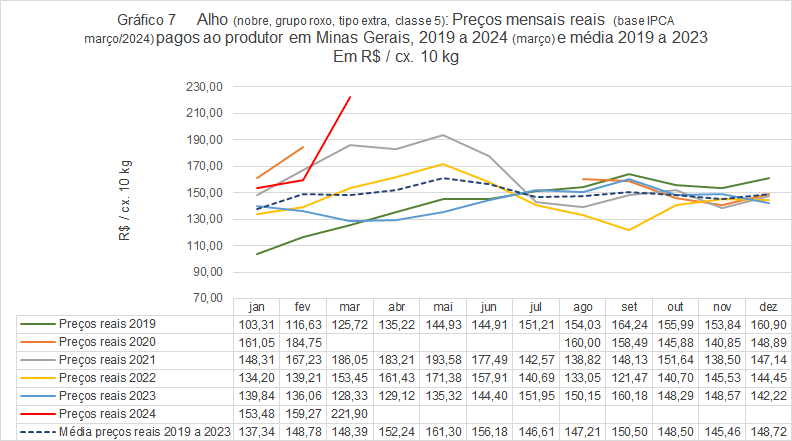 Gráfico 7 Alho (nobre, grupo roxo, tipo extra, classe 5): Preços mensais reais (base IPCA
março/2024) pagos ao produtor em Minas Gerais, 2019 a 2024 (março) e média 2019 a 2023
Em R$ / cx. 10 kg
R$ / cx. 10 kg
230,00
210,00
190,00
170,00
150,00
130,00
110,00
90,00
70,00
jan fev mar abr mai jun jul ago set out nov dez
Preços reais 2019 103,31 116,63 125,72 135,22 144,93 144,91 151,21 154,03 164,24 155,99 153,84 160,90
Preços reais 2020 161,05 184,75 160,00 158,49 145,88 140,85 148,89
Preços reais 2021 148,31 167,23 186,05 183,21 193,58 177,49 142,57 138,82 148,13 151,64 138,50 147,14
Preços reais 2022 134,20 139,21 153,45 161,43 171,38 157,91 140,69 133,05 121,47 140,70 145,53 144,45
Preços reais 2023 139,84 136,06 128,33 129,12 135,32 144,40 151,95 150,15 160,18 148,29 148,57 142,22
Preços reais 2024 153,48 159,27 221,90
Média preços reais 2019 a 2023 137,34 148,78 148,39 152,24 161,30 156,18 146,61 147,21 150,50 148,50 145,46 148,72